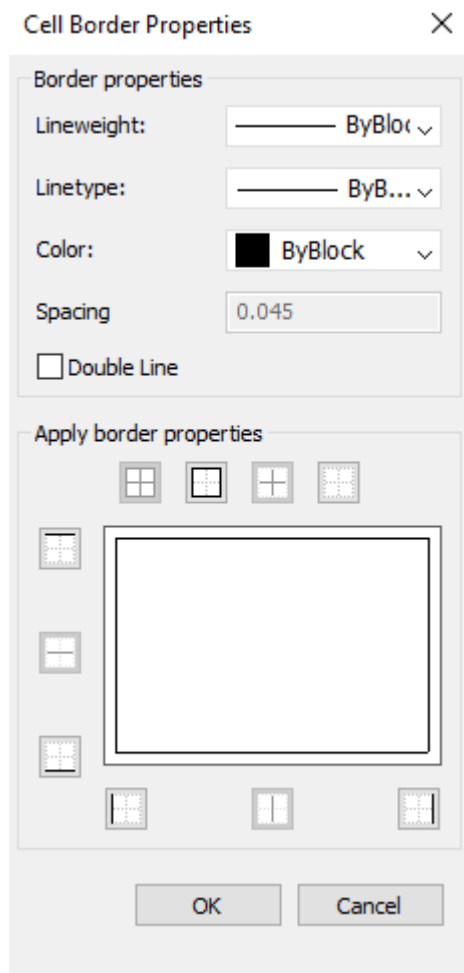 Cell Border Properties
Border properties
Lineweight: ByBloc
Linetype: ByB...
Color: ByBlock
Spacing 0.045
Double Line
Apply border properties
OK Cancel